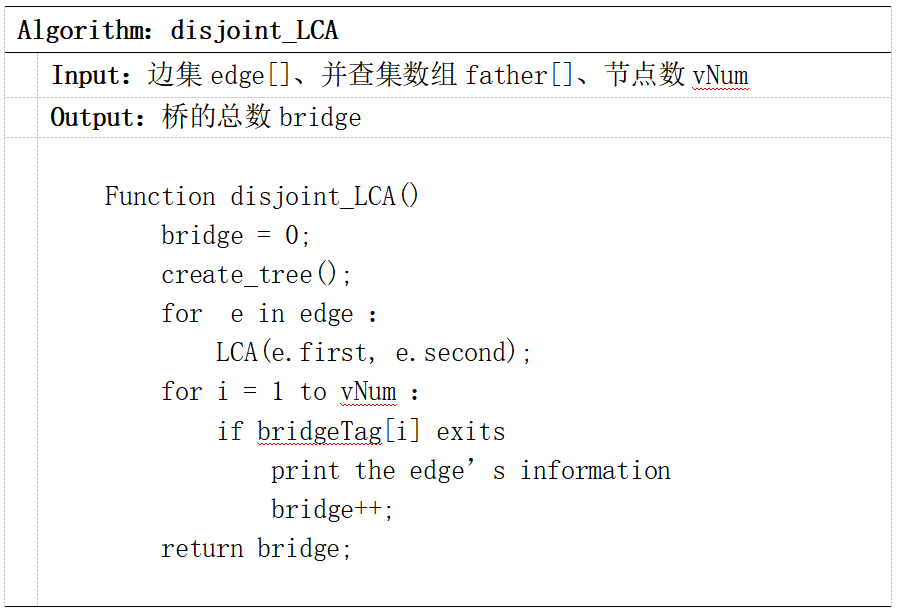 Algorithm：disjoint_LCA
Input：边集 edge[]、并查集数组 father[]、节点数 vNum
Output：桥的总数 bridge
Function disjoint_LCA()
bridge = 0;
create_tree();
for  e in edge :
LCA(e.first, e.second);
for i = 1 to vNum :
if bridgeTag[i] exits
print the edge’s information
bridge++;
return bridge;